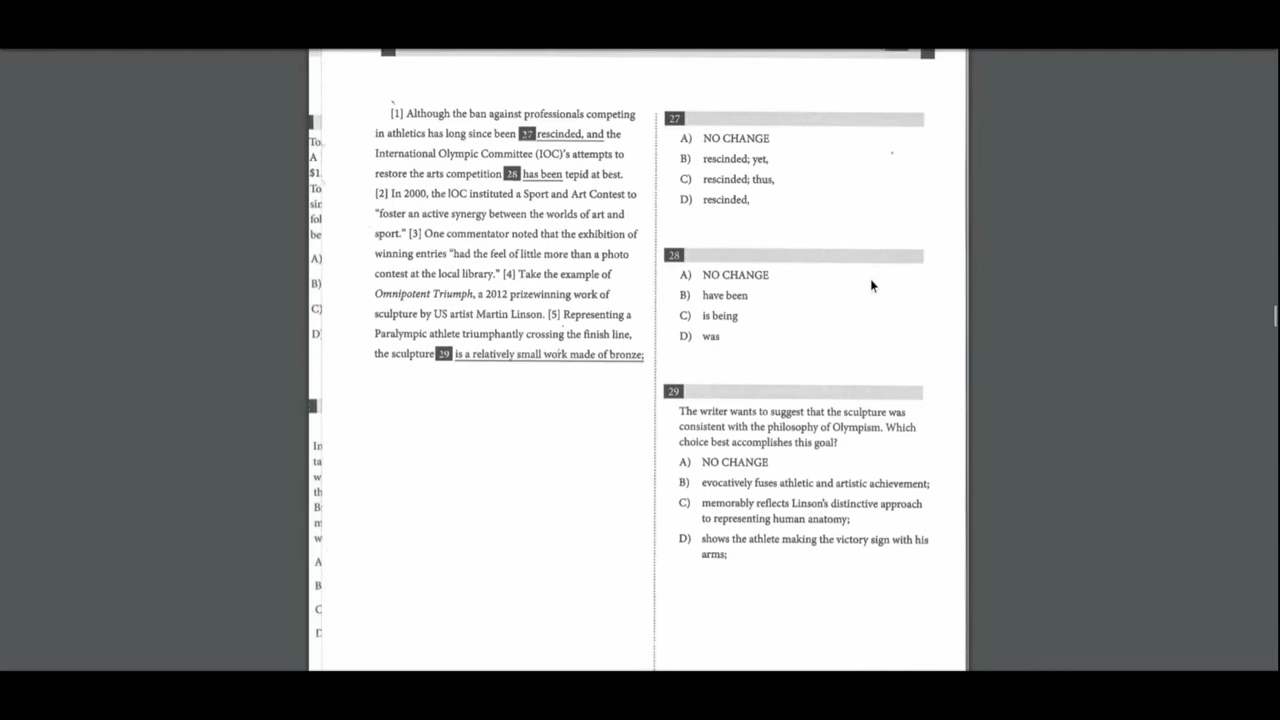 [1] Although the ban against professionals competing
in athletics has long since been 27 rescinded, and the
International Olympic Committee (IOC)'s attempts to
restore the arts competition 28 has been tepid at best.
[2] In 2000, the IOC instituted a Sport and Art Contest to
“foster an active synergy between the worlds of art and
sport.” [3] One commentator noted that the exhibition of
winning entries “had the feel of little more than a photo
contest at the local library.” [4] Take the example of
Omnipotent Triumph, a 2012 prizewinning work of
sculpture by US artist Martin Linson. [5] Representing a
Paralympic athlete triumphantly crossing the finish line,
the sculpture 29 is a relatively small work made of bronze;
27
A) NO CHANGE
B) rescinded; yet,
C) rescinded; thus,
D) rescinded,
28
A) NO CHANGE
B) have been
C) is being
D) was
29
The writer wants to suggest that the sculpture was
consistent with the philosophy of Olympism. Which
choice best accomplishes this goal?
A) NO CHANGE
B) evocatively fuses athletic and artistic achievement;
C) memorably reflects Linson's distinctive approach
to representing human anatomy;
D) shows the athlete making the victory sign with his
arms;
To
A
$1
To
sin
fol
be
A)
B)
C)
D
In
ta
w
th
B
m
w
A
B
C